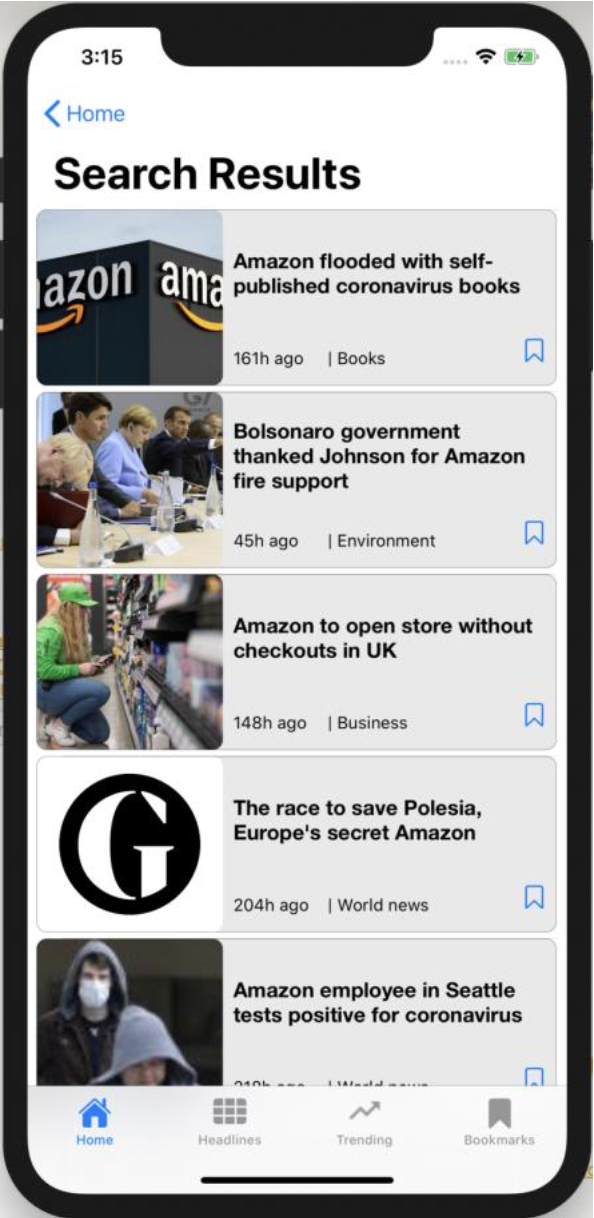 3:15
Home
Search Results
azon ama
Amazon flooded with self-
published coronavirus books
161h ago | Books
G7
Bolsonaro government
thanked Johnson for Amazon
fire support
45h ago | Environment
Amazon to open store without
checkouts in UK
148h ago | Business
G
The race to save Polesia,
Europe's secret Amazon
204h ago | World news
Amazon employee in Seattle
tests positive for coronavirus
Home
Headlines
Trending
Bookmarks